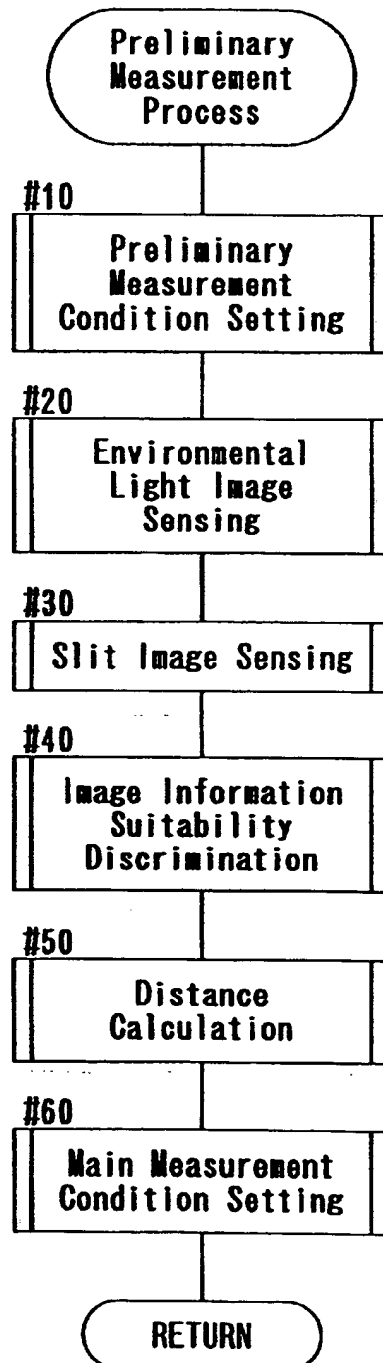 Preliminary
Measurement
Process
#10
Preliminary
Measurement
Condition Setting
#20
Environmental
Light Image
Sensing
#30
Slit Image Sensing
#40
Image Information
Suitability
Discrimination
#50
Distance
Calculation
#60
Main Measurement
Condition Setting
RETURN